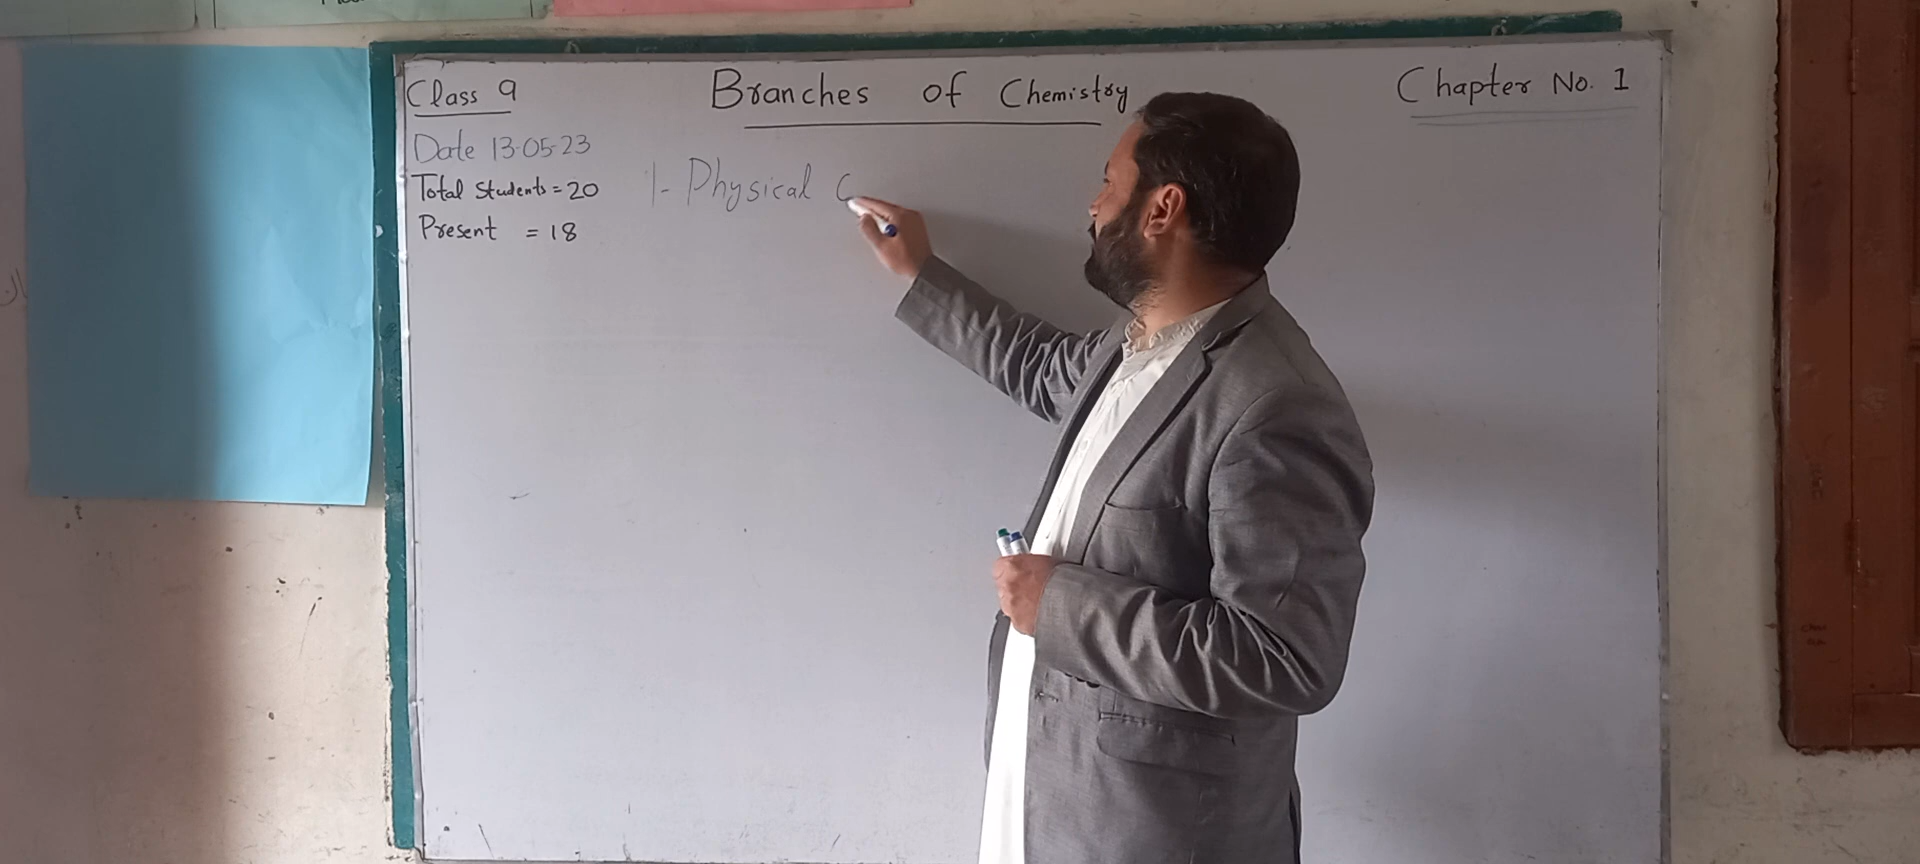 Class 9
Branches of Chemistry
Chapter No. 1
Date 13-05-23
Total Students = 20
Present = 18
1- Physical C